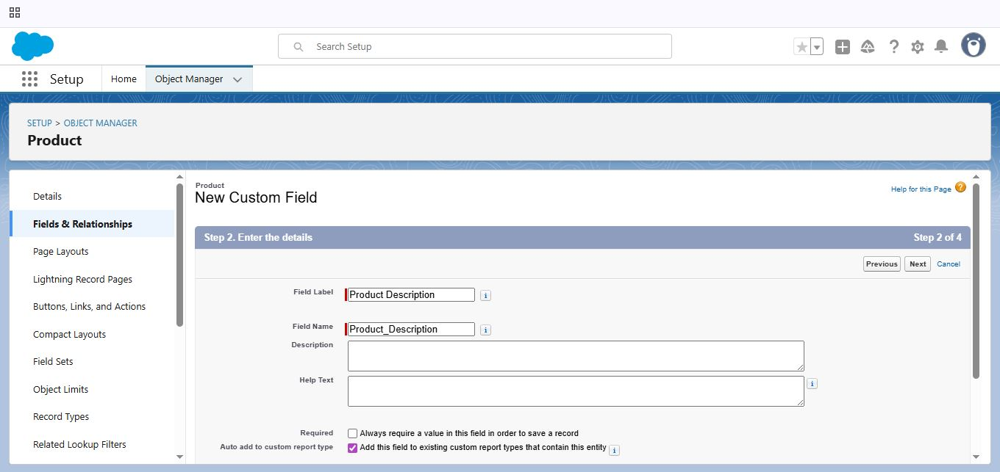 Search Setup
Setup
Home
Object Manager
SETUP > OBJECT MANAGER
Product
Details
Fields & Relationships
Page Layouts
Lightning Record Pages
Buttons, Links, and Actions
Compact Layouts
Field Sets
Object Limits
Record Types
Related Lookup Filters
Product
New Custom Field
Help for this Page
Step 2. Enter the details Step 2 of 4
Previous Next Cancel
Field Label Product Description
Field Name Product_Description
Description
Help Text
Required Always require a value in this field in order to save a record
Auto add to custom report type Add this field to existing custom report types that contain this entity